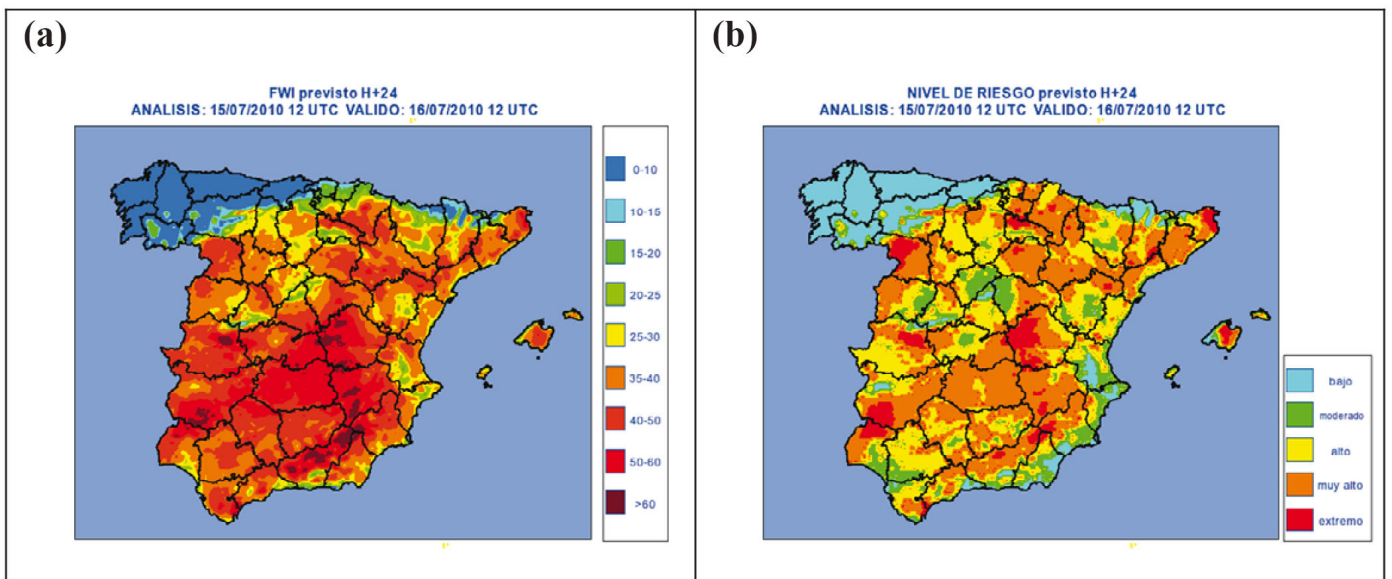 (a)
FWI previsto H+24
ANALISIS: 15/07/2010 12 UTC VALIDO: 16/07/2010 12 UTC
0-10
10-15
15-20
20-25
25-30
35-40
40-50
50-60
>60
(b)
NIVEL DE RIESGO previsto H+24
ANALISIS: 15/07/2010 12 UTC VALIDO: 16/07/2010 12 UTC
bajo
moderado
alto
muy alto
extremo